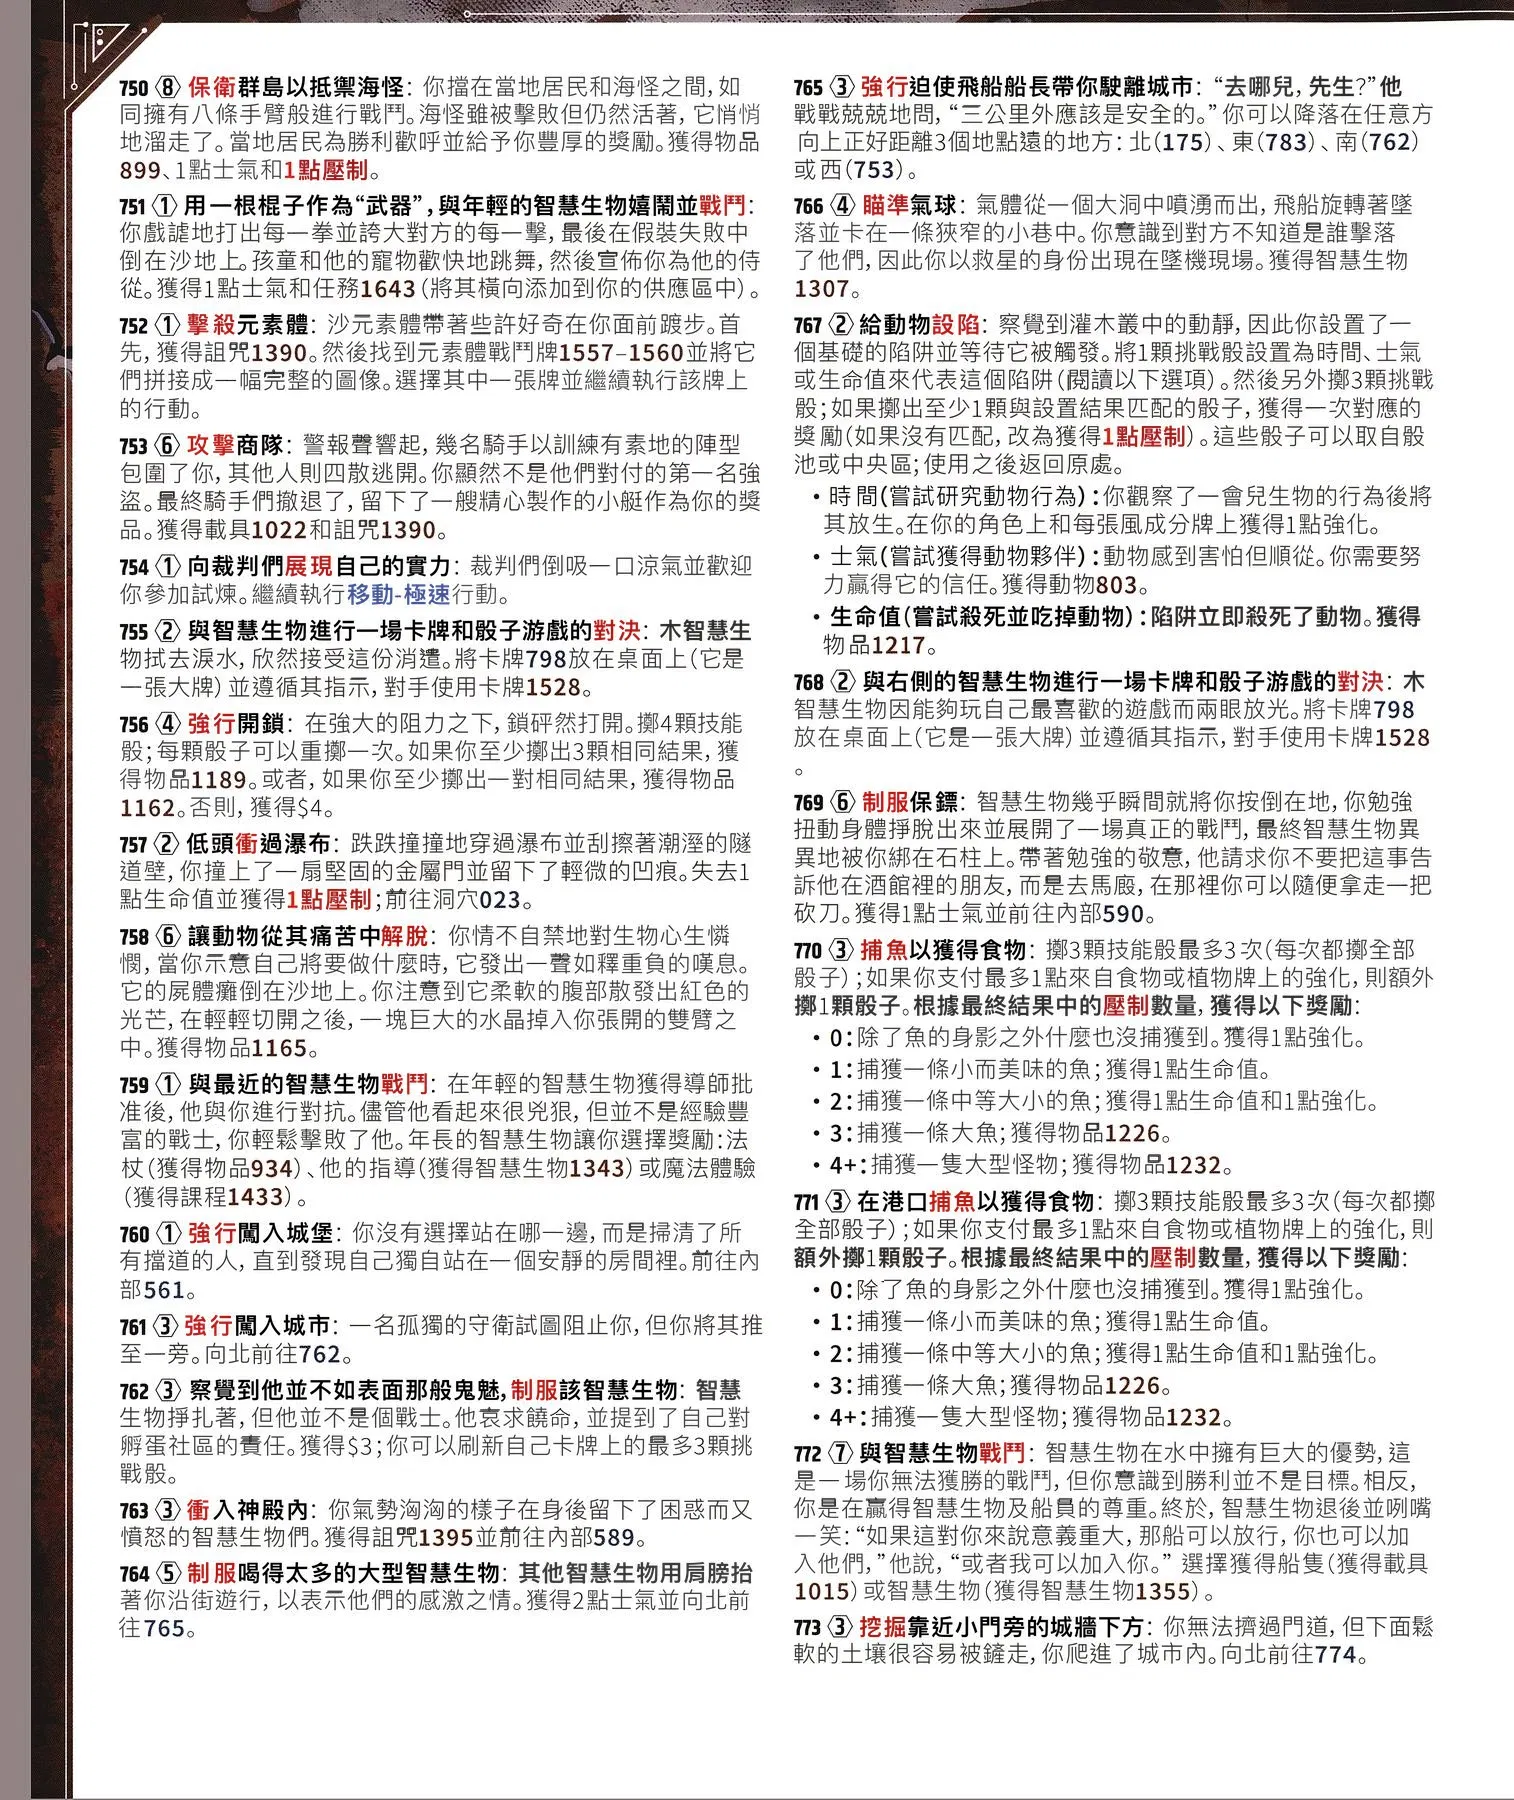 750 ⑧ 保衛群島以抵禦海怪：你擋在當地居民和海怪之間，如
同擁有八條手臂般進行戰鬥。海怪雖被擊敗但仍然活著，它悄悄
地溜走了。當地居民為勝利歡呼並給予你豐厚的獎勵。獲得物品
899、1點士氣和1點壓制。
751 ① 用一根棍子作為“武器”，與年輕的智慧生物嬉鬧並戰鬥：
你戲謔地打出每一拳並誇大對方的每一擊，最後在假裝失敗中
倒在沙地上。孩童和他的寵物歡快地跳舞，然後宣佈你為他的侍
從。獲得1點士氣和任務1643（將其橫向添加到你的供應區中）。
752 ① 擊殺元素體：沙元素體帶著些許好奇在你面前踱步。首
先，獲得詛咒1390。然後找到元素體戰鬥牌1557–1560並將它
們拼接成一幅完整的圖像。選擇其中一張牌並繼續執行該牌上
的行動。
753 ⑥ 攻擊商隊：警報聲響起，幾名騎手以訓練有素地的陣型
包圍了你，其他人則四散逃開。你顯然不是他們對付的第一名強
盜。最終騎手們撤退了，留下了一艘精心製作的小艇作為你的獎
品。獲得載具1022和詛咒1390。
754 ① 向裁判們展現自己的實力：裁判們倒吸一口涼氣並歡迎
你參加試煉。繼續執行移動-極速行動。
755 ② 與智慧生物進行一場卡牌和骰子游戲的對決：木智慧生
物拭去淚水，欣然接受這份消遣。將卡牌798放在桌面上（它是
一張大牌）並遵循其指示，對手使用卡牌1528。
756 ④ 強行開鎖：在強大的阻力之下，鎖砰然打開。擲4顆技能
骰；每顆骰子可以重擲一次。如果你至少擲出3顆相同結果，獲
得物品1189。或者，如果你至少擲出一對相同結果，獲得物品
1162。否則，獲得$4。
757 ② 低頭衝過瀑布：跌跌撞撞地穿過瀑布並刮擦著潮溼的隧
道壁，你撞上了一扇堅固的金屬門並留下了輕微的凹痕。失去1
點生命值並獲得1點壓制；前往洞穴023。
758 ⑥ 讓動物從其痛苦中解脫：你情不自禁地對生物心生憐
憫，當你示意自己將要做什麼時，它發出一聲如釋重負的嘆息。
它的屍體癱倒在沙地上。你注意到它柔軟的腹部散發出紅色的
光芒，在輕輕切開之後，一塊巨大的水晶掉入你張開的雙臂之
中。獲得物品1165。
759 ① 與最近的智慧生物戰鬥：在年輕的智慧生物獲得導師批
准後，他與你進行對抗。儘管他看起來很兇狠，但並不是經驗豐
富的戰士，你輕鬆擊敗了他。年長的智慧生物讓你選擇獎勵：法
杖（獲得物品934）、他的指導（獲得智慧生物1343）或魔法體驗
（獲得課程1433）。
760 ① 強行闖入城堡：你沒有選擇站在哪一邊，而是掃清了所
有擋道的人，直到發現自己獨自站在一個安靜的房間裡。前往內
部561。
761 ③ 強行闖入城市：一名孤獨的守衛試圖阻止你，但你將其推
至一旁。向北前往762。
762 ③ 察覺到他並不如表面那般鬼魅，制服該智慧生物：智慧
生物掙扎著，但他並不是個戰士。他哀求饒命，並提到了自己對
孵蛋社區的責任。獲得$3；你可以刷新自己卡牌上的最多3顆挑
戰骰。
763 ③ 衝入神殿內：你氣勢洶洶的樣子在身後留下了困惑而又
憤怒的智慧生物們。獲得詛咒1395並前往內部589。
764 ⑤ 制服喝得太多的大型智慧生物：其他智慧生物用肩膀抬
著你沿街遊行，以表示他們的感激之情。獲得2點士氣並向北前
往765。
765 ③ 強行迫使飛船船長帶你駛離城市：“去哪兒，先生？”他
戰戰兢兢地問，“三公里外應該是安全的。”你可以降落在任意方
向上正好距離3個地點遠的地方：北（175）、東（783）、南（762）
或西（753）。
766 ④ 瞄準氣球：氣體從一個大洞中噴湧而出，飛船旋轉著墜
落並卡在一條狹窄的小巷中。你意識到對方不知道是誰擊落
了他們，因此你以救星的身份出現在墜機現場。獲得智慧生物
1307。
767 ② 給動物設陷：察覺到灌木叢中的動靜，因此你設置了一
個基礎的陷阱並等待它被觸發。將1顆挑戰骰設置為時間、士氣
或生命值來代表這個陷阱（閱讀以下選項）。然後另外擲3顆挑戰
骰；如果擲出至少1顆與設置結果匹配的骰子，獲得一次對應的
獎勵（如果沒有匹配，改為獲得1點壓制）。這些骰子可以取自骰
池或中央區；使用之後返回原處。
• 時間（嘗試研究動物行為）：你觀察了一會兒生物的行為後將
其放生。在你的角色上和每張風成分牌上獲得1點強化。
• 士氣（嘗試獲得動物夥伴）：動物感到害怕但順從。你需要努
力贏得它的信任。獲得動物803。
• 生命值（嘗試殺死並吃掉動物）：陷阱立即殺死了動物。獲得
物品1217。
768 ② 與右側的智慧生物進行一場卡牌和骰子游戲的對決：木
智慧生物因能夠玩自己最喜歡的遊戲而兩眼放光。將卡牌798
放在桌面上（它是一張大牌）並遵循其指示，對手使用卡牌1528
。
769 ⑥ 制服保鏢：智慧生物幾乎瞬間就將你按倒在地，你勉強
扭動身體掙脫出來並展開了一場真正的戰鬥，最終智慧生物異
異地被你綁在石柱上。帶著勉強的敬意，他請求你不要把這事告
訴他在酒館裡的朋友，而是去馬廄，在那裡你可以隨便拿走一把
砍刀。獲得1點士氣並前往內部590。
770 ③ 捕魚以獲得食物：擲3顆技能骰最多3次（每次都擲全部
骰子）；如果你支付最多1點來自食物或植物牌上的強化，則額外
擲1顆骰子。根據最終結果中的壓制數量，獲得以下獎勵：
• 0：除了魚的身影之外什麼也沒捕獲到。獲得1點強化。
• 1：捕獲一條小而美味的魚；獲得1點生命值。
• 2：捕獲一條中等大小的魚；獲得1點生命值和1點強化。
• 3：捕獲一條大魚；獲得物品1226。
• 4+：捕獲一隻大型怪物；獲得物品1232。
771 ③ 在港口捕魚以獲得食物：擲3顆技能骰最多3次（每次都擲
全部骰子）；如果你支付最多1點來自食物或植物牌上的強化，則
額外擲1顆骰子。根據最終結果中的壓制數量，獲得以下獎勵：
• 0：除了魚的身影之外什麼也沒捕獲到。獲得1點強化。
• 1：捕獲一條小而美味的魚；獲得1點生命值。
• 2：捕獲一條中等大小的魚；獲得1點生命值和1點強化。
• 3：捕獲一條大魚；獲得物品1226。
• 4+：捕獲一隻大型怪物；獲得物品1232。
772 ⑦ 與智慧生物戰鬥：智慧生物在水中擁有巨大的優勢，這
是一場你無法獲勝的戰鬥，但你意識到勝利並不是目標。相反，
你是在贏得智慧生物及船員的尊重。終於，智慧生物退後並咧嘴
一笑：“如果這對你來說意義重大，那船可以放行，你也可以加
入他們，”他說，“或者我可以加入你。”選擇獲得船隻（獲得載具
1015）或智慧生物（獲得智慧生物1355）。
773 ③ 挖掘靠近小門旁的城牆下方：你無法擠過門道，但下面鬆
軟的土壤很容易被鏟走，你爬進了城市內。向北前往774。